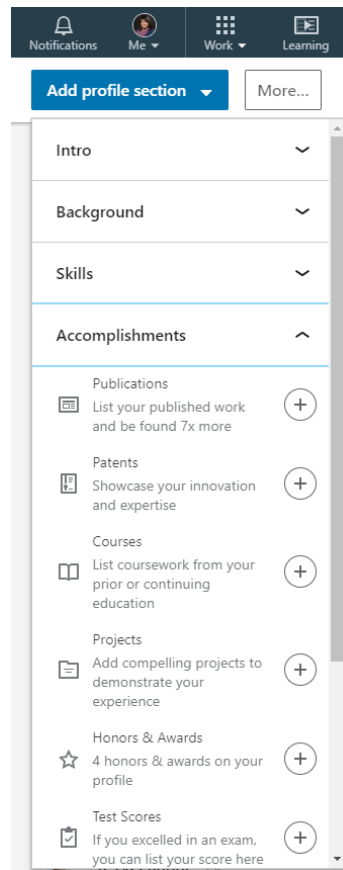 Notifications Me Work Learning
Add profile section More...
Intro
Background
Skills
Accomplishments
Publications
List your published work
and be found 7x more
Patents
Showcase your innovation
and expertise
Courses
List coursework from your
prior or continuing
education
Projects
Add compelling projects to
demonstrate your
experience
Honors & Awards
4 honors & awards on your
profile
Test Scores
If you excelled in an exam,
you can list your score here